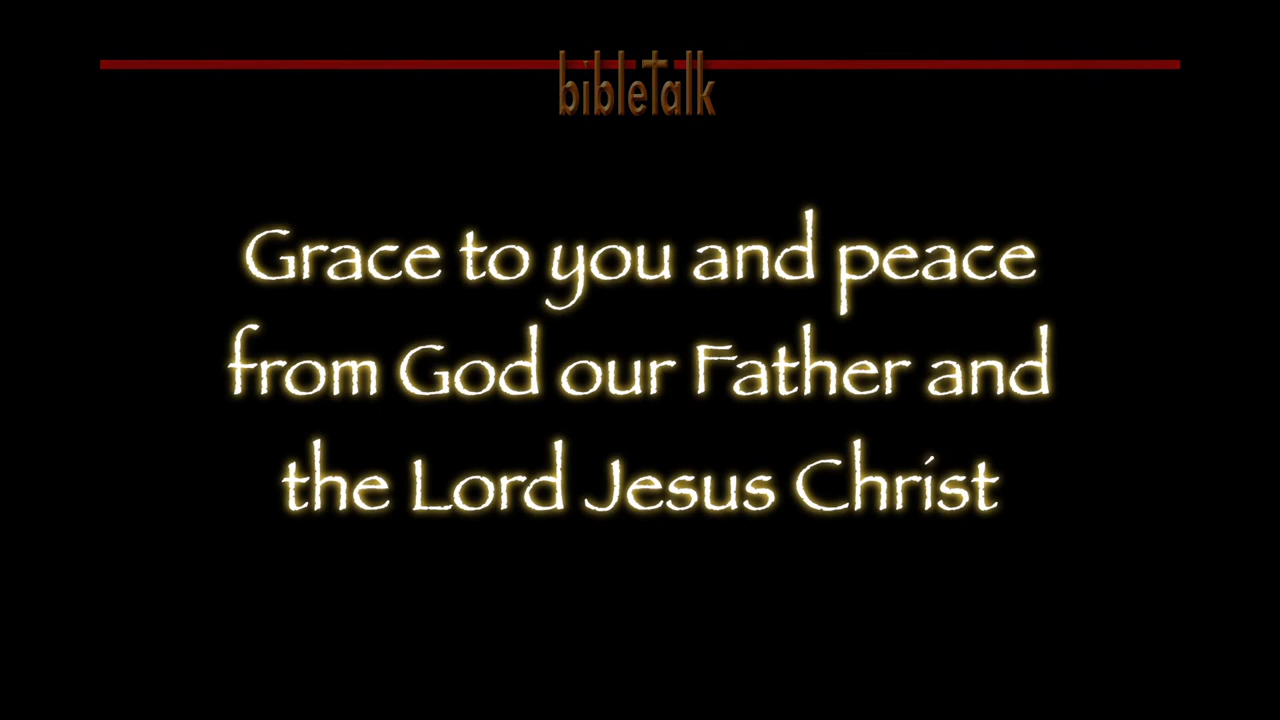 bibleTalk
Grace to you and peace
from God our Father and
the Lord Jesus Christ